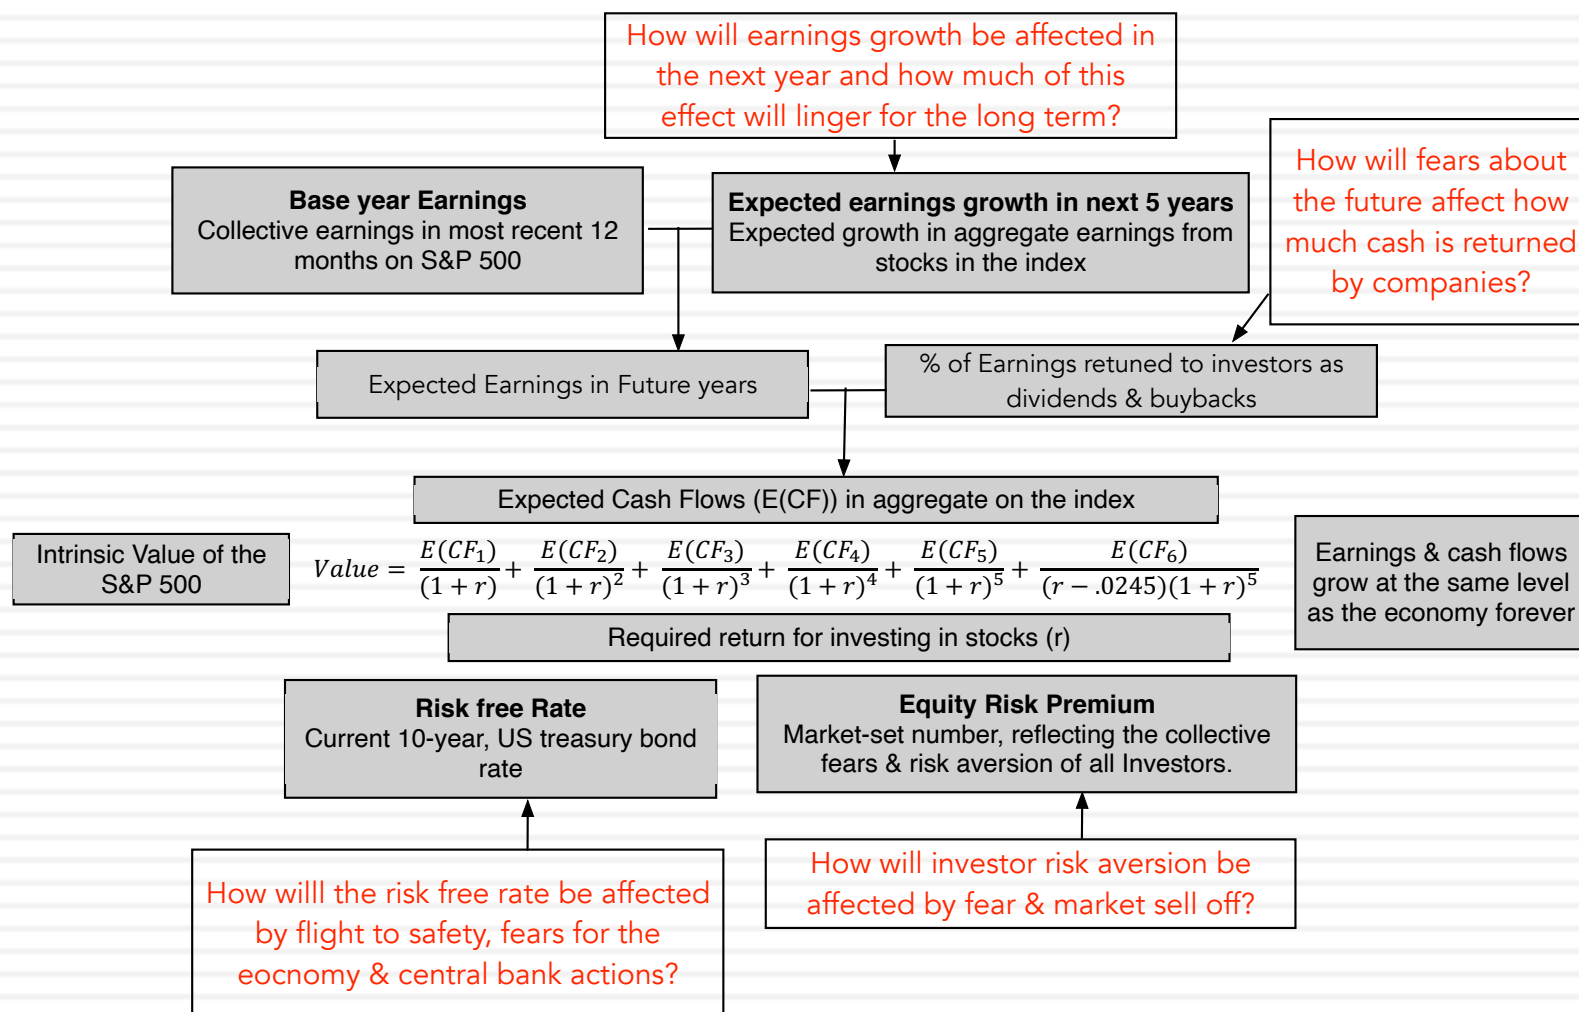 How will earnings growth be affected in
the next year and how much of this
effect will linger for the long term?
How will fears about
the future affect how
much cash is returned
by companies?
Base year Earnings
Collective earnings in most recent 12
months on S&P 500
Expected earnings growth in next 5 years
Expected growth in aggregate earnings from
stocks in the index
Expected Earnings in Future years
% of Earnings retuned to investors as
dividends & buybacks
Expected Cash Flows (E(CF)) in aggregate on the index
Intrinsic Value of the
S&P 500
Value = E(CF₁)/(1 + r) + E(CF₂)/(1 + r)² + E(CF₃)/(1 + r)³ + E(CF₄)/(1 + r)⁴ + E(CF₅)/(1 + r)⁵ + E(CF₆)/(r − .0245)(1 + r)⁵
Earnings & cash flows
grow at the same level
as the economy forever
Required return for investing in stocks (r)
Risk free Rate
Current 10-year, US treasury bond
rate
Equity Risk Premium
Market-set number, reflecting the collective
fears & risk aversion of all Investors.
How willl the risk free rate be affected
by flight to safety, fears for the
eocnomy & central bank actions?
How will investor risk aversion be
affected by fear & market sell off?